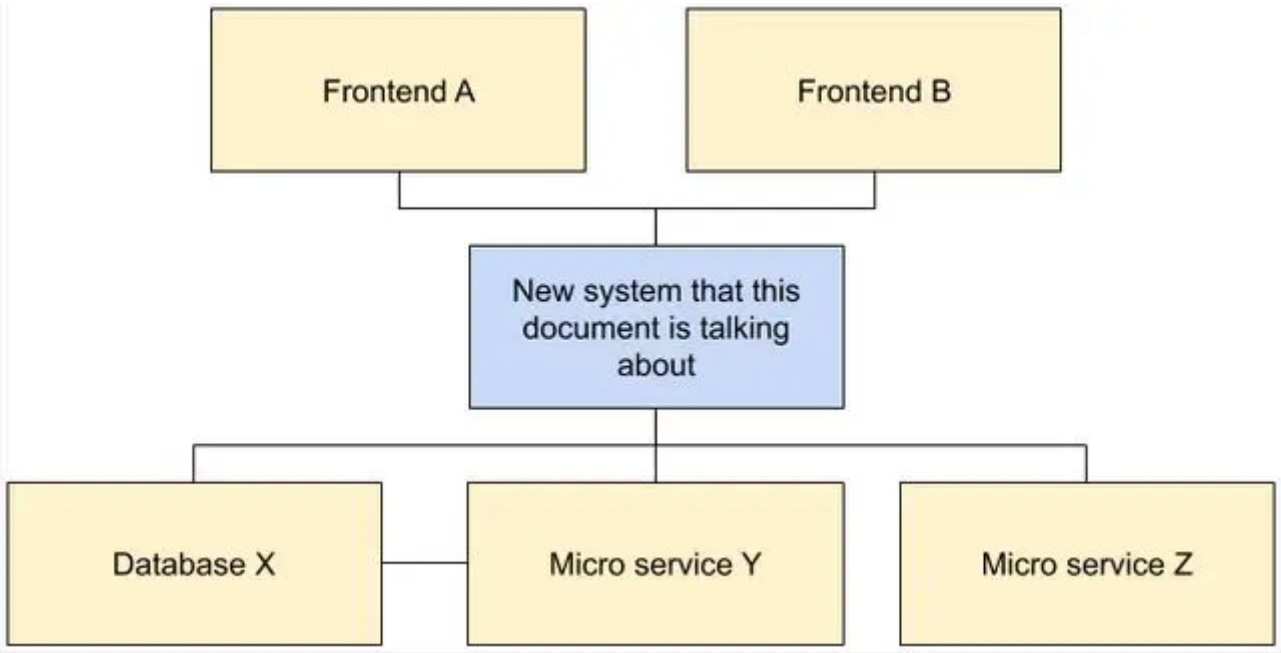 Frontend A
Frontend B
New system that this
document is talking
about
Database X
Micro service Y
Micro service Z